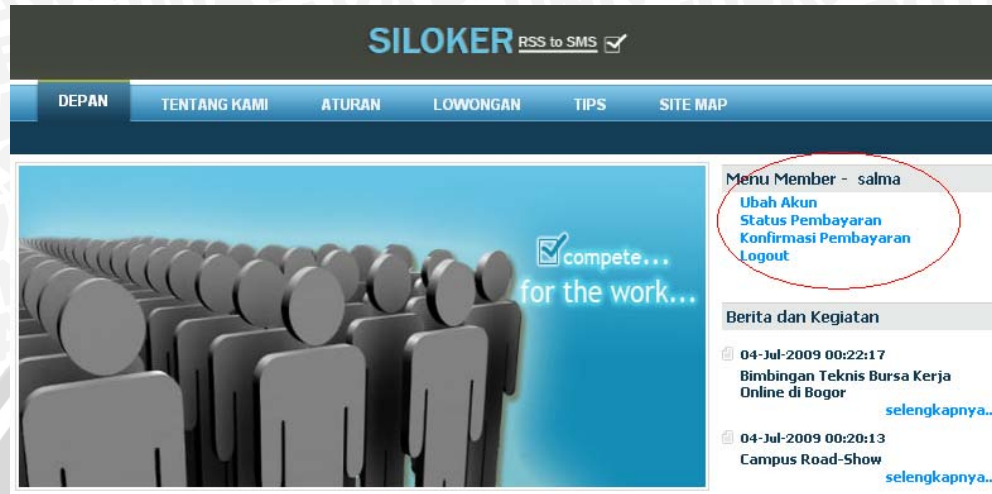 SILOKER RSS to SMS
DEPAN TENTANG KAMI ATURAN LOWONGAN TIPS SITE MAP
compete...
for the work...
Menu Member - salma
Ubah Akun
Status Pembayaran
Konfirmasi Pembayaran
Logout
Berita dan Kegiatan
04-Jul-2009 00:22:17
Bimbingan Teknis Bursa Kerja
Online di Bogor
selengkapnya..
04-Jul-2009 00:20:13
Campus Road-Show
selengkapnya..